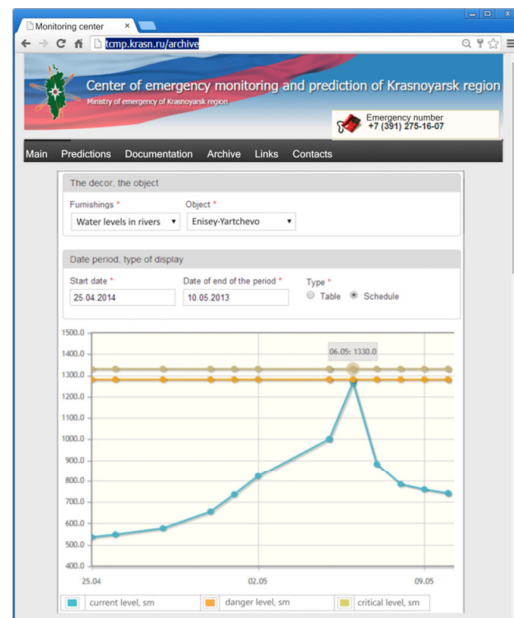 Monitoring center
tcmp.krasn.ru/archive
Center of emergency monitoring and prediction of Krasnoyarsk region
Ministry of emergency of Krasnoyarsk region
Emergency number
+7 (391) 275-16-07
Main Predictions Documentation Archive Links Contacts
The decor, the object
Furnishings * Object *
Water levels in rivers Enisey-Yartchevo
Date period, type of display
Start date * Date of end of the period * Type *
25.04.2014 10.05.2013 Table Schedule
1500.0
1400.0
06.05: 1330.0
1300.0
1200.0
1100.0
1000.0
900.0
800.0
700.0
600.0
500.0
400.0
25.04 02.05 09.05
current level, sm danger level, sm critical level, sm